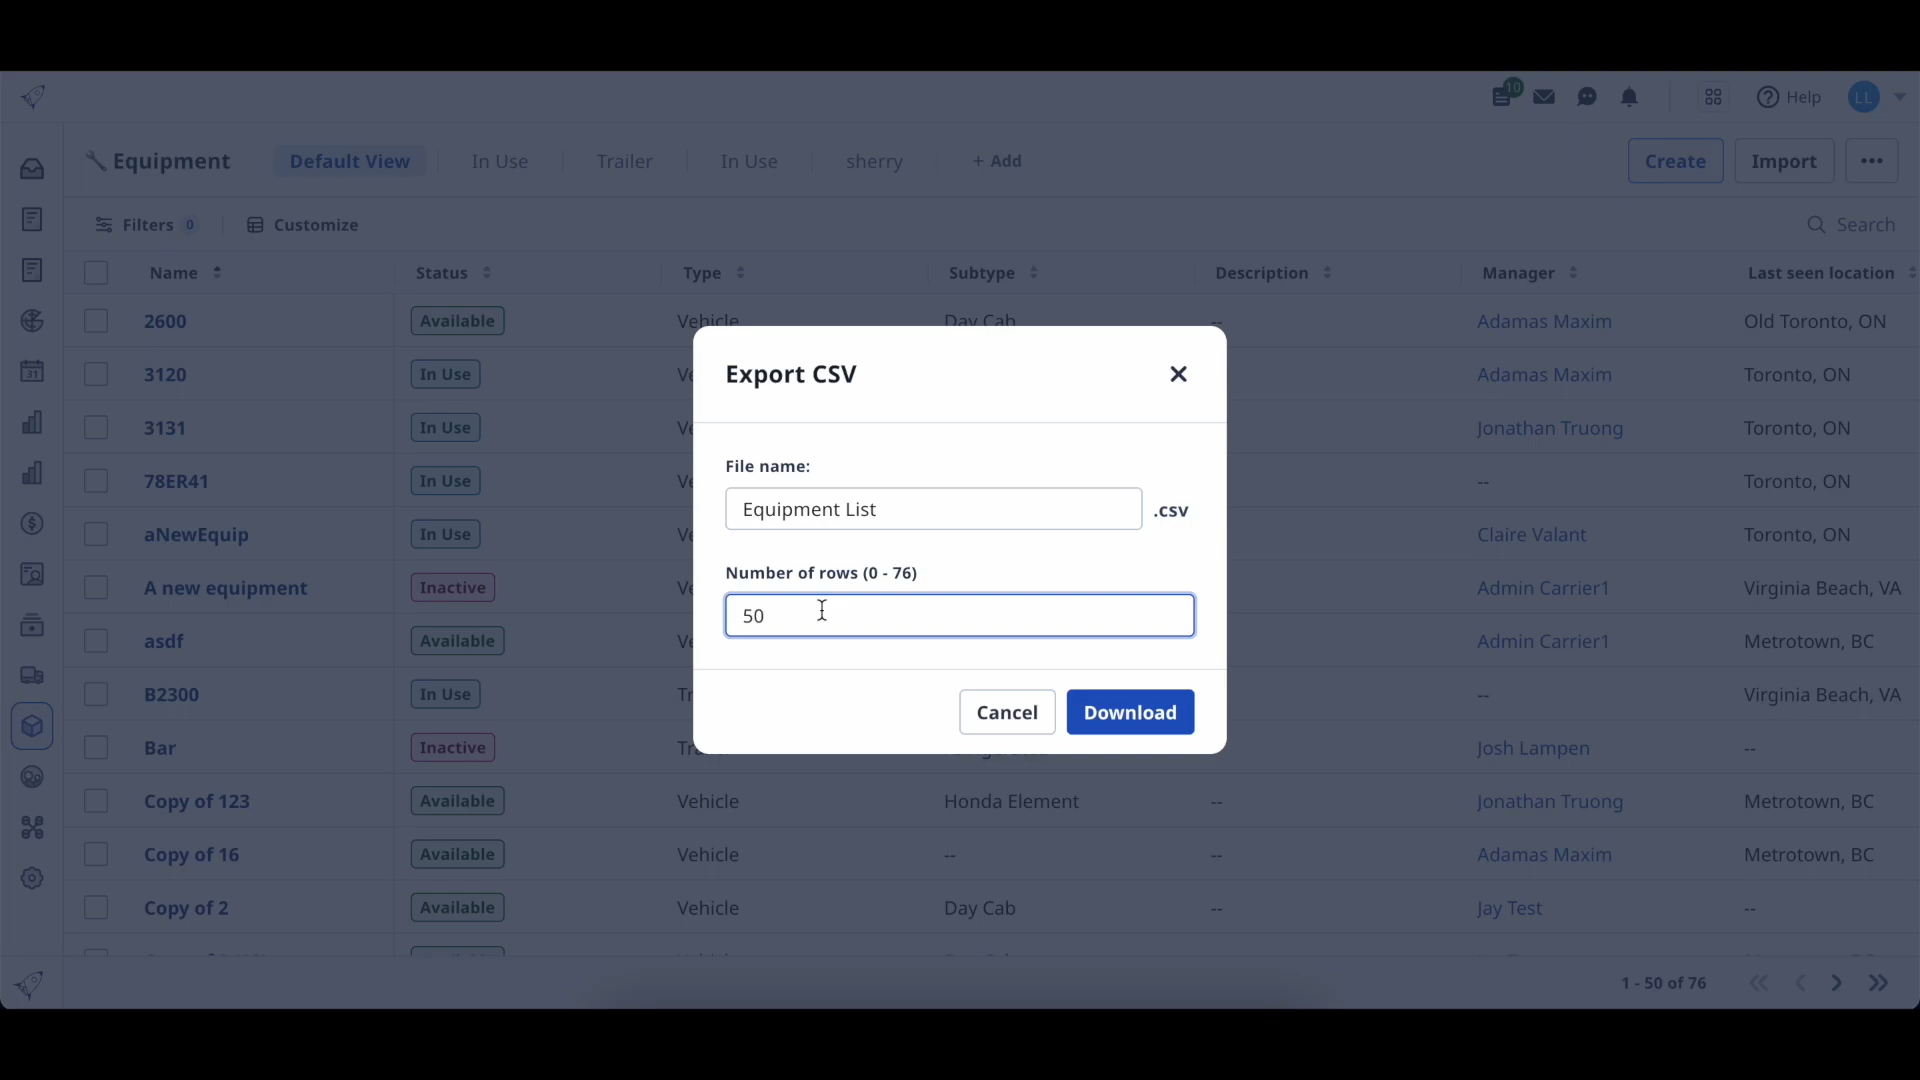 10
Help
LL
Equipment
Default View
In Use
Trailer
In Use
sherry
+ Add
Create
Import
Filters 0
Customize
Search
Name
Status
Type
Subtype
Description
Manager
Last seen location
2600 Available Vehicle Day Cab -- Adamas Maxim Old Toronto, ON
3120 In Use Adamas Maxim Toronto, ON
3131 In Use Jonathan Truong Toronto, ON
78ER41 In Use -- Toronto, ON
aNewEquip In Use Claire Valant Toronto, ON
A new equipment Inactive Admin Carrier1 Virginia Beach, VA
asdf Available Admin Carrier1 Metrotown, BC
B2300 In Use -- Virginia Beach, VA
Bar Inactive Josh Lampen --
Copy of 123 Available Vehicle Honda Element -- Jonathan Truong Metrotown, BC
Copy of 16 Available Vehicle -- -- Adamas Maxim Metrotown, BC
Copy of 2 Available Vehicle Day Cab -- Jay Test --
Export CSV
File name:
Equipment List .csv
Number of rows (0 - 76)
50
Cancel
Download
31
1 - 50 of 76